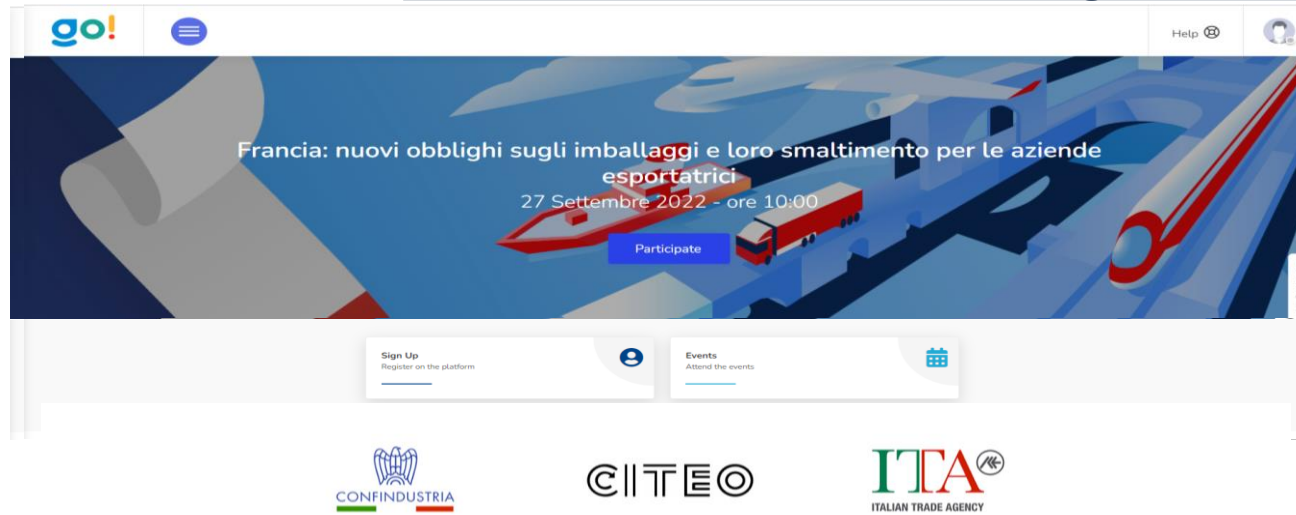 go!
Help
Francia: nuovi obblighi sugli imballaggi e loro smaltimento per le aziende
esportatrici
27 Settembre 2022 - ore 10:00
Participate
Sign Up
Register on the platform
Events
Attend the events
CONFINDUSTRIA
CITEO
ITA
ITALIAN TRADE AGENCY